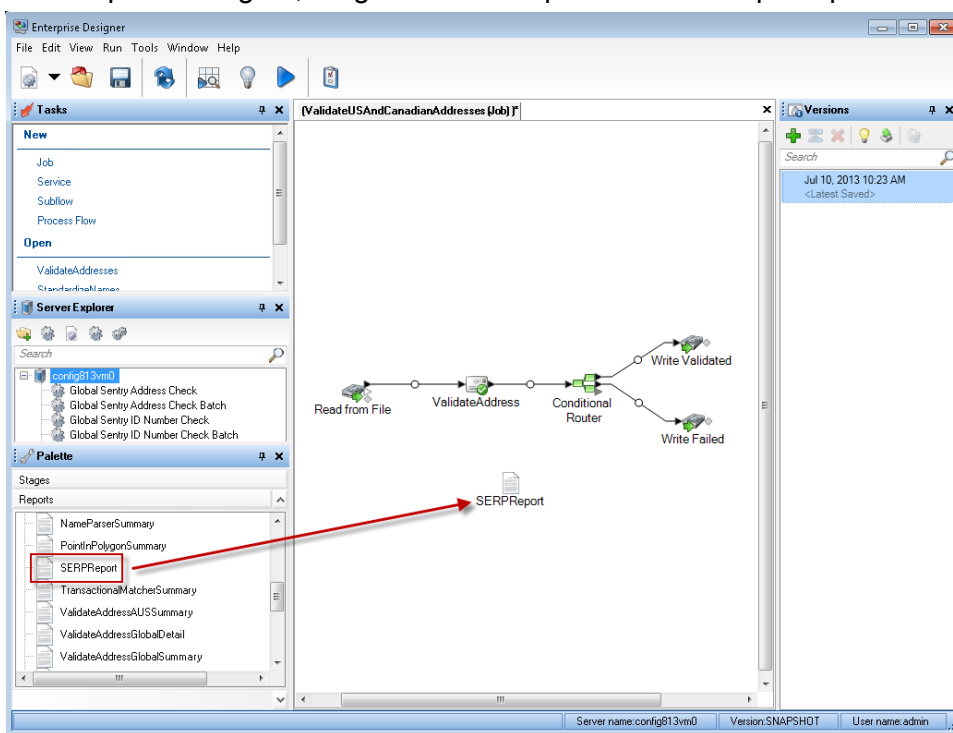 Enterprise Designer
File Edit View Run Tools Window Help
Tasks
New
Job
Service
Subflow
Process Flow
Open
ValidateAddresses
StandardizeNames
Server Explorer
Search
config813vm0
Global Sentry Address Check
Global Sentry Address Check Batch
Global Sentry ID Number Check
Global Sentry ID Number Check Batch
Palette
Stages
Reports
NameParserSummary
PointInPolygonSummary
SERPReport
TransactionalMatcherSummary
ValidateAddressAUSSummary
ValidateAddressGlobalDetail
ValidateAddressGlobalSummary
(ValidateUSAndCanadianAddresses (Job) )*
Read from File
ValidateAddress
Conditional
Router
Write Validated
Write Failed
SERPReport
Versions
Search
Jul 10, 2013 10:23 AM
<Latest Saved>
Server name:config813vm0 Version:SNAPSHOT User name:admin